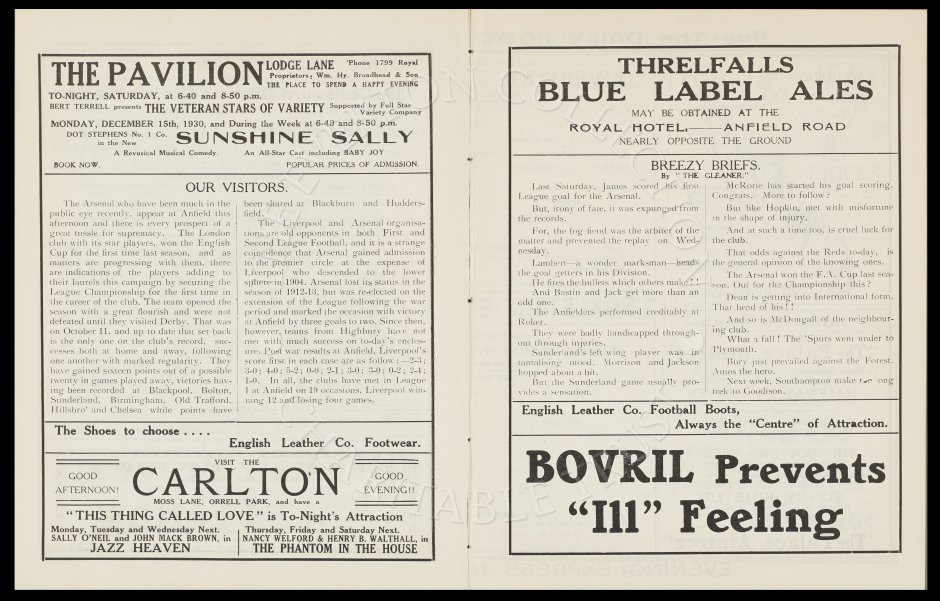 THE PAVILION LODGE LANE 'Phone 1799 Royal
Proprietors: Wm. Hy. Broadhead & Son
THE PLACE TO SPEND A HAPPY EVENING
TO-NIGHT, SATURDAY, at 6-40 and 8-50 p.m.
BERT TERRELL presents THE VETERAN STARS OF VARIETY Supported by Full Star
Variety Company
MONDAY, DECEMBER 15th, 1930, and During the Week at 6-40 and 8-50 p.m.
DOT STEPHENS No. 1 Co.
in the New SUNSHINE SALLY
A Revusical Musical Comedy. An All-Star Cast including BABY JOY
BOOK NOW. POPULAR PRICES OF ADMISSION.
OUR VISITORS.
The Arsenal who have been much in the
public eye recently, appear at Anfield this
afternoon and there is every prospect of a
great tussle for supremacy. The London
club with its star players, won the English
Cup for the first time last season, and as
matters are progressing with them, there
are indications of the players adding to
their laurels this campaign by securing the
League Championship for the first time in
the career of the club. The team opened the
season with a great flourish and were not
defeated until they visited Derby. That was
on October 11, and up to date that set back
is the only one on the club's record, suc-
cesses both at home and away, following
one another with marked regularity. They
have gained sixteen points out of a possible
twenty in games played away, victories hav-
ing been recorded at Blackpool, Bolton,
Sunderland, Birmingham, Old Trafford,
Hillsbro' and Chelsea while points have
been shared at Blackburn and Hudders-
field.
The Liverpool and Arsenal organisa-
tions are old opponents in both First and
Second League Football, and it is a strange
coincidence that Arsenal gained admission
to the premier circle at the expense of
Liverpool who descended to the lower
sphere in 1904. Arsenal lost its status in the
season of 1912-13, but was re-elected on the
extension of the League following the war
period and marked the occasion with victory
at Anfield by three goals to two. Since then,
however, teams from Highbury have not
met with much success on to-day's enclos-
ure. Post war results at Anfield, Liverpool's
score first in each case are as follow :—2-3;
3-0; 4-0; 5-2; 0-0; 2-1; 3-0; 3-0; 0-2; 2-4;
1-0. In all, the clubs have met in League
I at Anfield on 19 occasions, Liverpool win-
ning 12 and losing four games.
The Shoes to choose . . . .
English Leather Co. Footwear.
VISIT THE
GOOD AFTERNOON! CARLTON GOOD EVENING!!
MOSS LANE, ORRELL PARK, and have a
"THIS THING CALLED LOVE" is To-Night's Attraction
Monday, Tuesday and Wednesday Next.
SALLY O'NEIL and JOHN MACK BROWN, in
JAZZ HEAVEN
Thursday, Friday and Saturday Next.
NANCY WELFORD & HENRY B. WALTHALL, in
THE PHANTOM IN THE HOUSE
THRELFALLS
BLUE LABEL ALES
MAY BE OBTAINED AT THE
ROYAL HOTEL,—— ANFIELD ROAD
NEARLY OPPOSITE THE GROUND
BREEZY BRIEFS.
By "THE GLEANER."
Last Saturday, James scored his first
League goal for the Arsenal.
But, irony of fate, it was expunged from
the records.
For, the fog fiend was the arbiter of the
matter and prevented the replay on Wed-
nesday.
Lambert—a wonder marksman—heads
the goal getters in his Division.
He fires the bullets which others make!!
And Bastin and Jack get more than an
odd one.
The Anfielders performed creditably at
Roker.
They were badly handicapped through-
out through injuries.
Sunderland's left wing player was in
tantalising mood. Morrison and Jackson
hopped about a bit.
But the Sunderland game usually pro-
vides a sensation.
McRorie has started his goal scoring.
Congrats. More to follow?
But like Hopkin, met with misfortune
in the shape of injury.
And at such a time too, is cruel luck for
the club.
That odds against the Reds to-day, is
the general opinion of the knowing ones.
The Arsenal won the F.A. Cup last sea-
son. Out for the Championship this?
Dean is getting into International form.
That head of his!!
And so is McDougall of the neighbour-
ing club.
What a fall! The 'Spurs went under to
Plymouth.
Bury just prevailed against the Forest.
Amos the hero.
Next week, Southampton make
trek to Goodison.
English Leather Co. Football Boots,
Always the "Centre" of Attraction.
BOVRIL Prevents
"Ill" Feeling